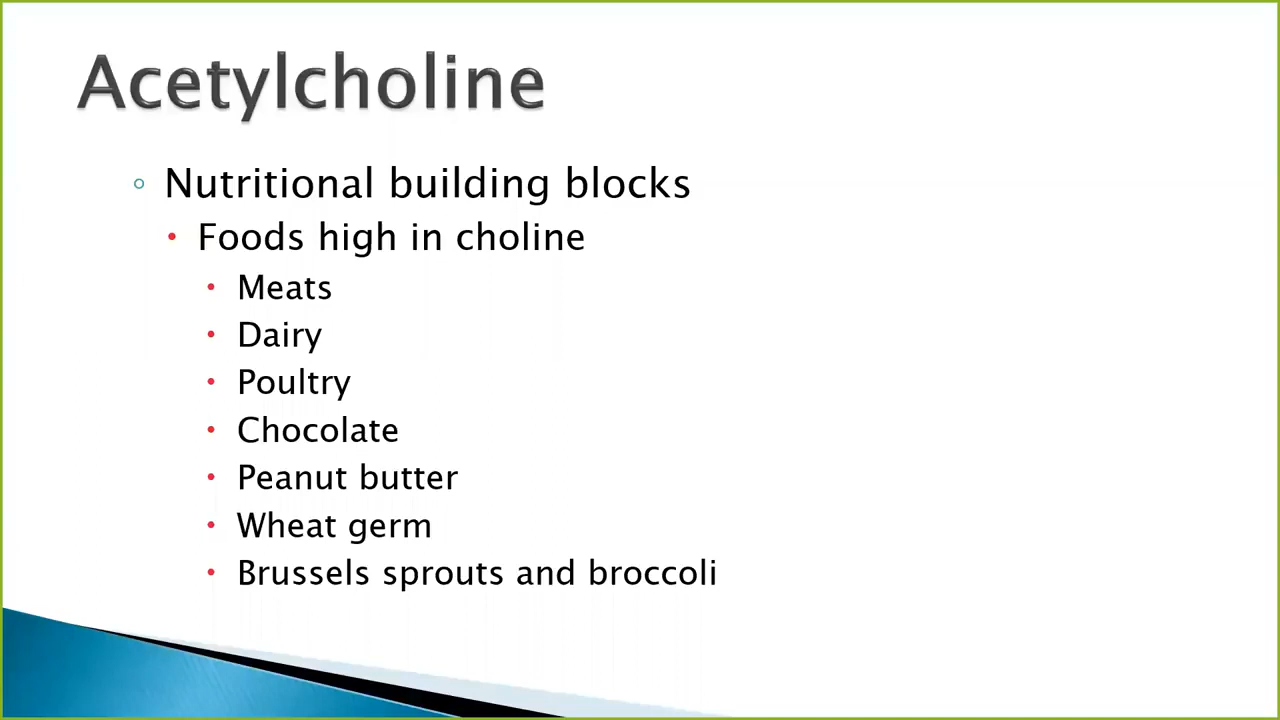 Acetylcholine
Nutritional building blocks
Foods high in choline
Meats
Dairy
Poultry
Chocolate
Peanut butter
Wheat germ
Brussels sprouts and broccoli